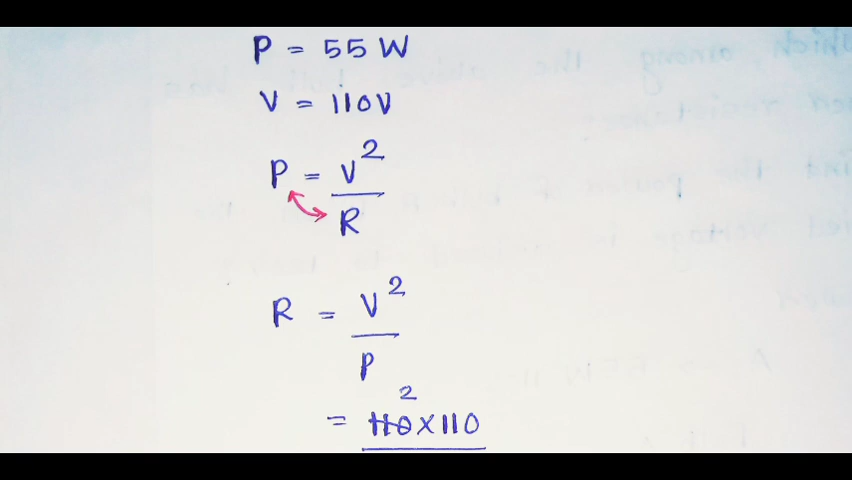 P = 55 W
V = 110V
P = V²
R
R = V²
P
2
= 110 x 110